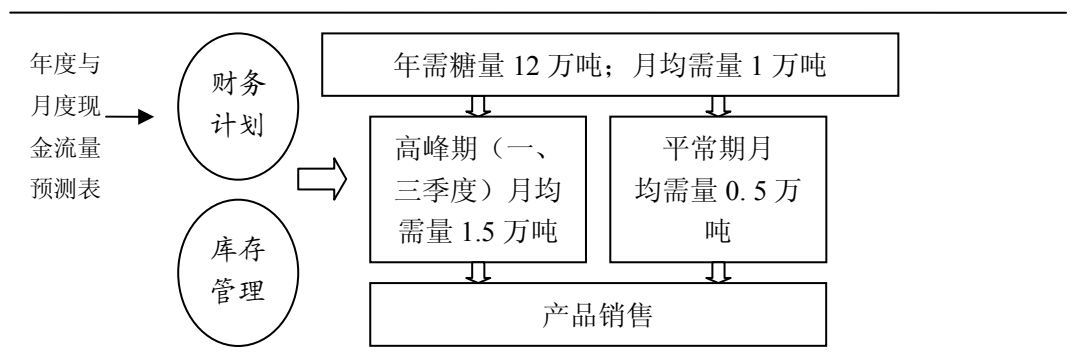 年度与
月度现
金流量
预测表
财务
计划
库存
管理
年需糖量 12 万吨；月均需量 1 万吨
高峰期（一、
三季度）月均
需量 1.5 万吨
平常期月
均需量 0. 5 万
吨
产品销售